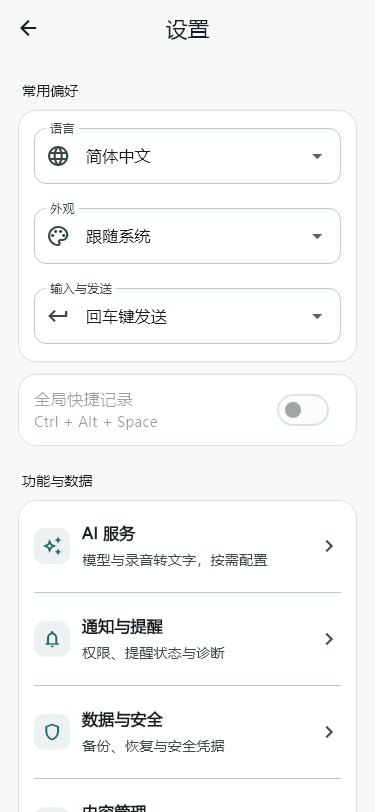 设置
常用偏好
语言
简体中文
外观
跟随系统
输入与发送
回车键发送
全局快捷记录
Ctrl + Alt + Space
功能与数据
AI 服务
模型与录音转文字，按需配置
通知与提醒
权限、提醒状态与诊断
数据与安全
备份、恢复与安全凭据
内容管理